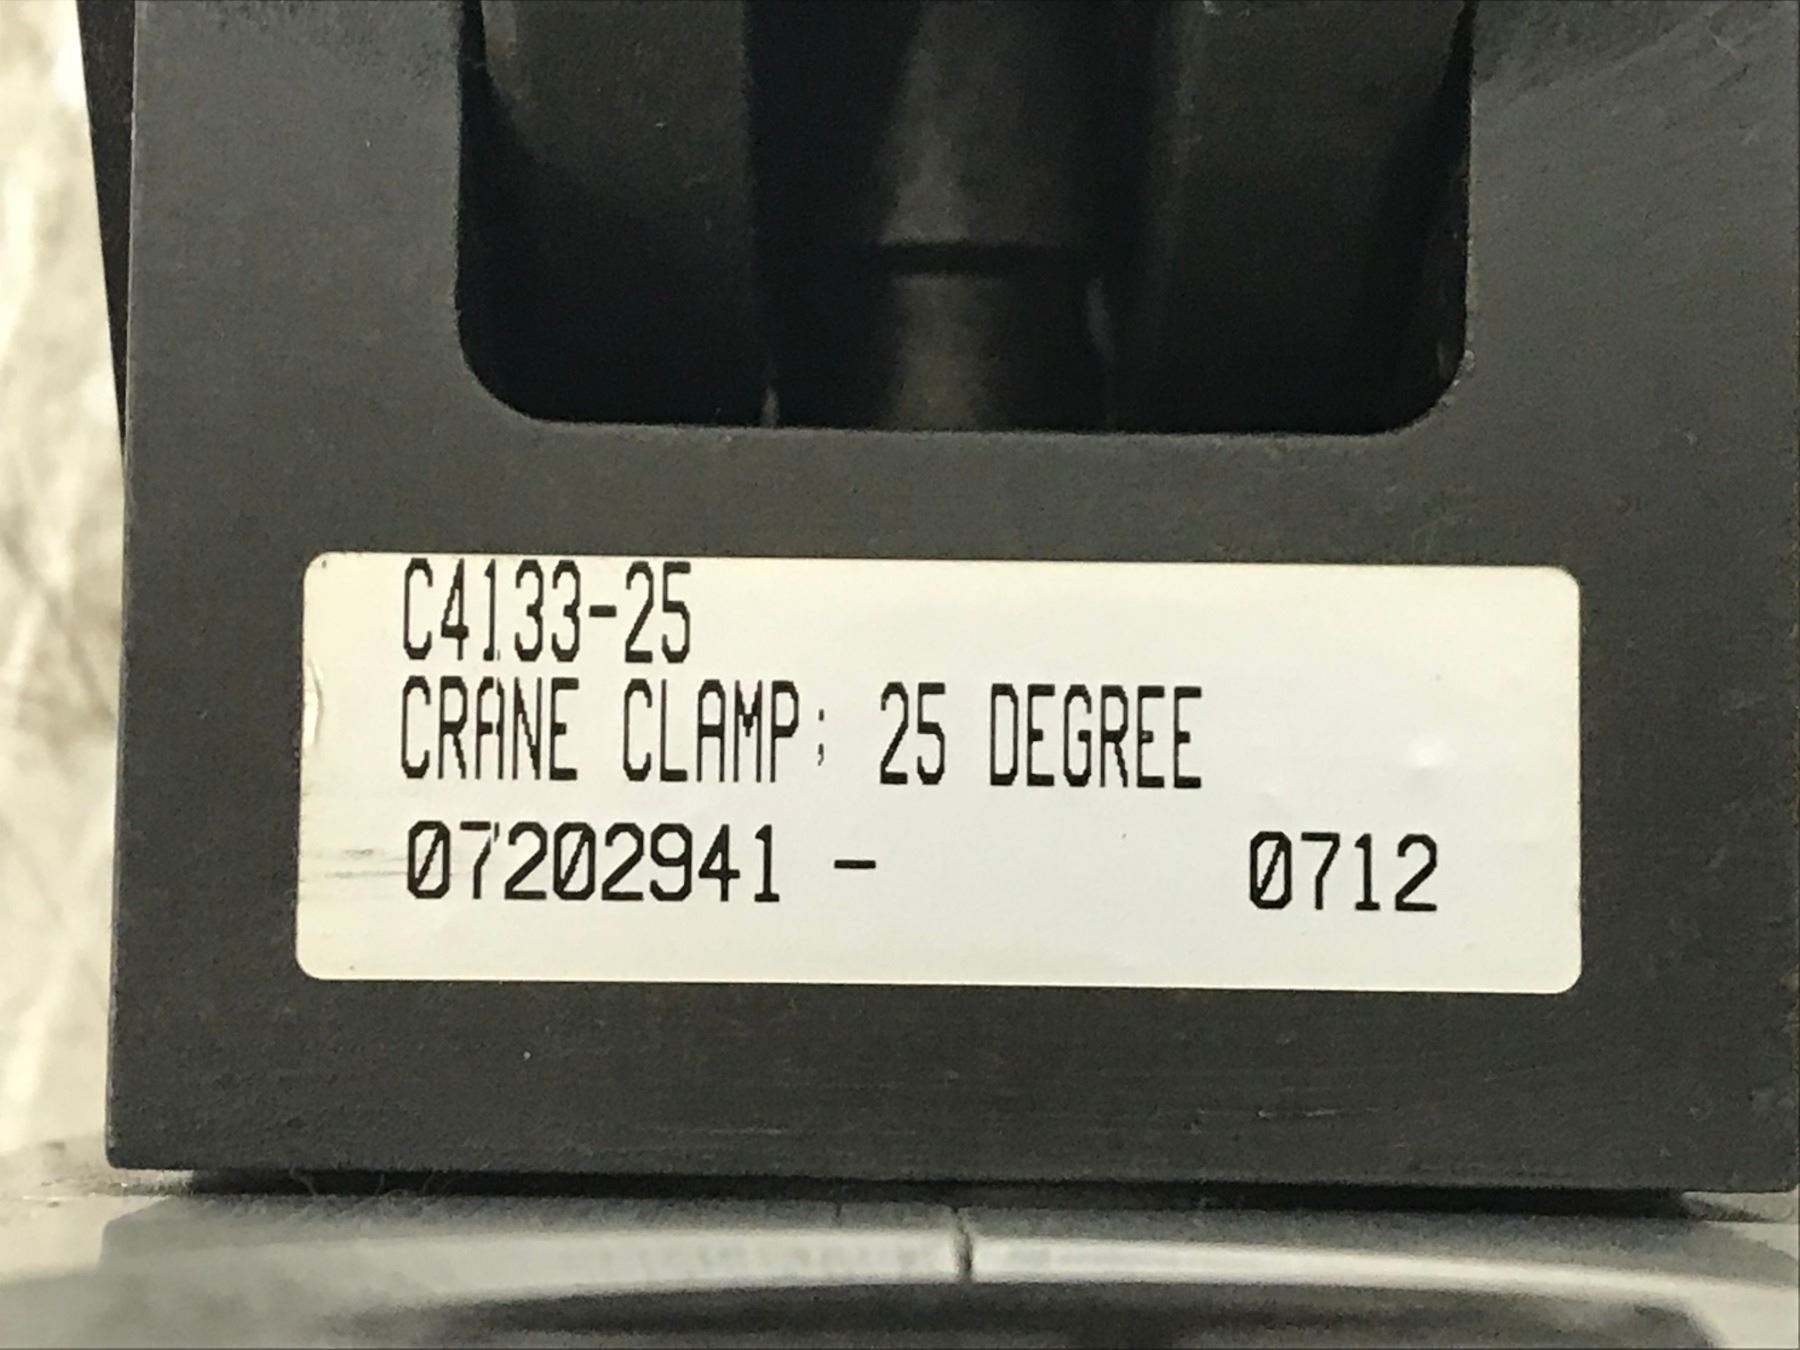 C4133-25
CRANE CLAMP; 25 DEGREE
07202941 - 0712